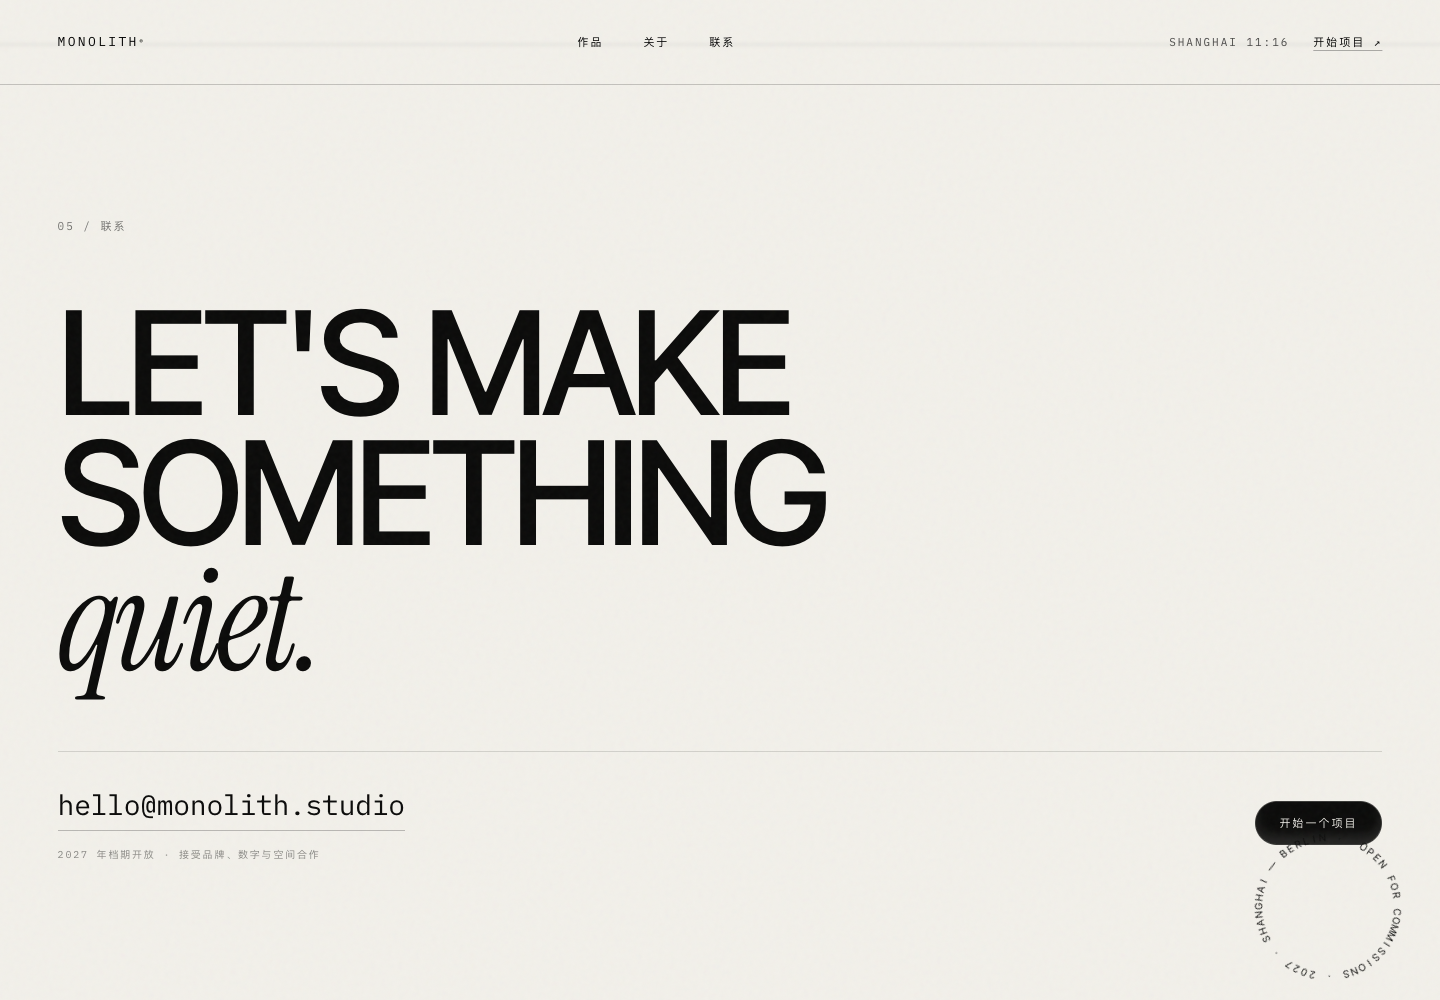 MONOLITH®
作品
关于
联系
SHANGHAI 11:16
开始项目 ↗
05 / 联系
LET'S MAKE
SOMETHING
quiet.
hello@monolith.studio
2027 年档期开放 · 接受品牌、数字与空间合作
开始一个项目
OPEN FOR COMMISSIONS · 2027 · SHANGHAI — BERLIN